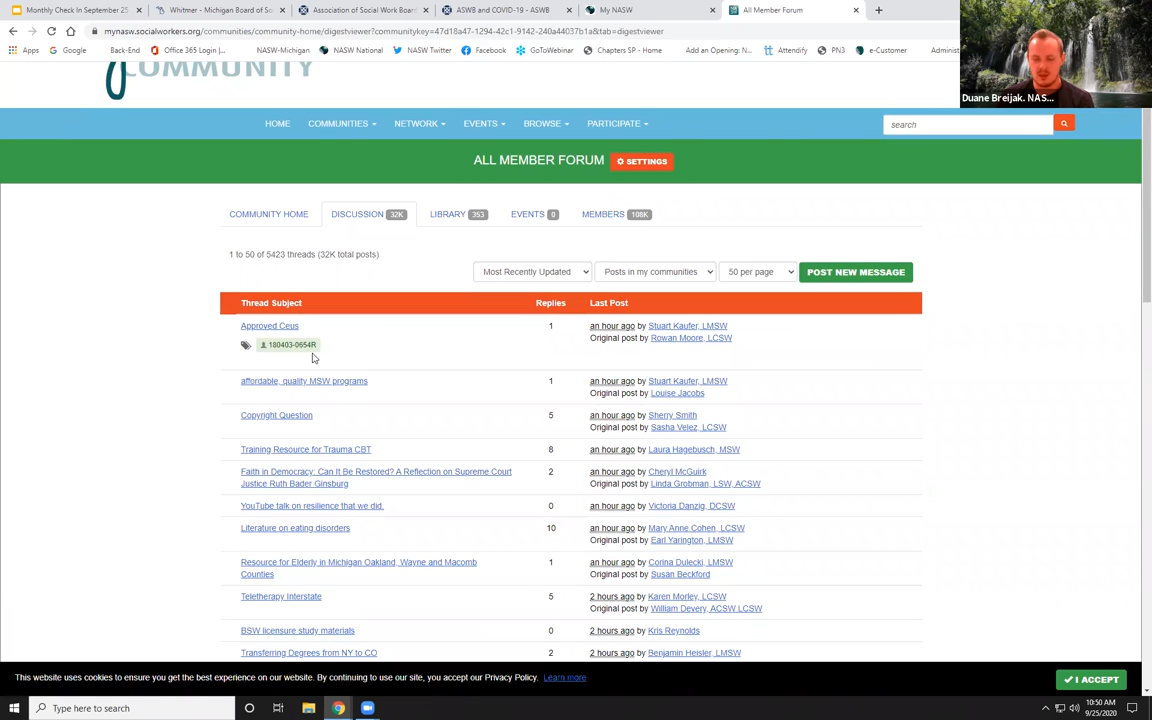 Monthly Check In September 25
Whitmer - Michigan Board of So
Association of Social Work Board
ASWB and COVID-19 - ASWB
My NASW
All Member Forum
mynasw.socialworkers.org/communities/community-home/digestviewer?communitykey=47d18a47-1294-42c1-9142-240a44037b1a&tab=digestviewer
Apps
Google
Back-End
Office 365 Login |...
NASW-Michigan
NASW National
NASW Twitter
Facebook
GoToWebinar
Chapters SP - Home
Add an Opening: N...
Attendify
PN3
e-Customer
Administ
Duane Breijak. NAS...
COMMUNITY
HOME
COMMUNITIES
NETWORK
EVENTS
BROWSE
PARTICIPATE
search
ALL MEMBER FORUM
SETTINGS
COMMUNITY HOME
DISCUSSION 32K
LIBRARY 353
EVENTS 0
MEMBERS 108K
1 to 50 of 5423 threads (32K total posts)
Most Recently Updated
Posts in my communities
50 per page
POST NEW MESSAGE
Thread Subject Replies Last Post
Approved Ceus 1 an hour ago by Stuart Kaufer, LMSW
Original post by Rowan Moore, LCSW
180403-0654R
affordable, quality MSW programs 1 an hour ago by Stuart Kaufer, LMSW
Original post by Louise Jacobs
Copyright Question 5 an hour ago by Sherry Smith
Original post by Sasha Velez, LCSW
Training Resource for Trauma CBT 8 an hour ago by Laura Hagebusch, MSW
Faith in Democracy: Can It Be Restored? A Reflection on Supreme Court 2 an hour ago by Cheryl McGuirk
Justice Ruth Bader Ginsburg Original post by Linda Grobman, LSW, ACSW
YouTube talk on resilience that we did. 0 an hour ago by Victoria Danzig, DCSW
Literature on eating disorders 10 an hour ago by Mary Anne Cohen, LCSW
Original post by Earl Yarington, LMSW
Resource for Elderly in Michigan Oakland, Wayne and Macomb 1 an hour ago by Corina Dulecki, LMSW
Counties Original post by Susan Beckford
Teletherapy Interstate 5 2 hours ago by Karen Morley, LCSW
Original post by William Devery, ACSW LCSW
BSW licensure study materials 0 2 hours ago by Kris Reynolds
Transferring Degrees from NY to CO 2 2 hours ago by Benjamin Heisler, LMSW
This website uses cookies to ensure you get the best experience on our website. By continuing to use our site, you accept our Privacy Policy. Learn more
I ACCEPT
Type here to search
10:50 AM
9/25/2020